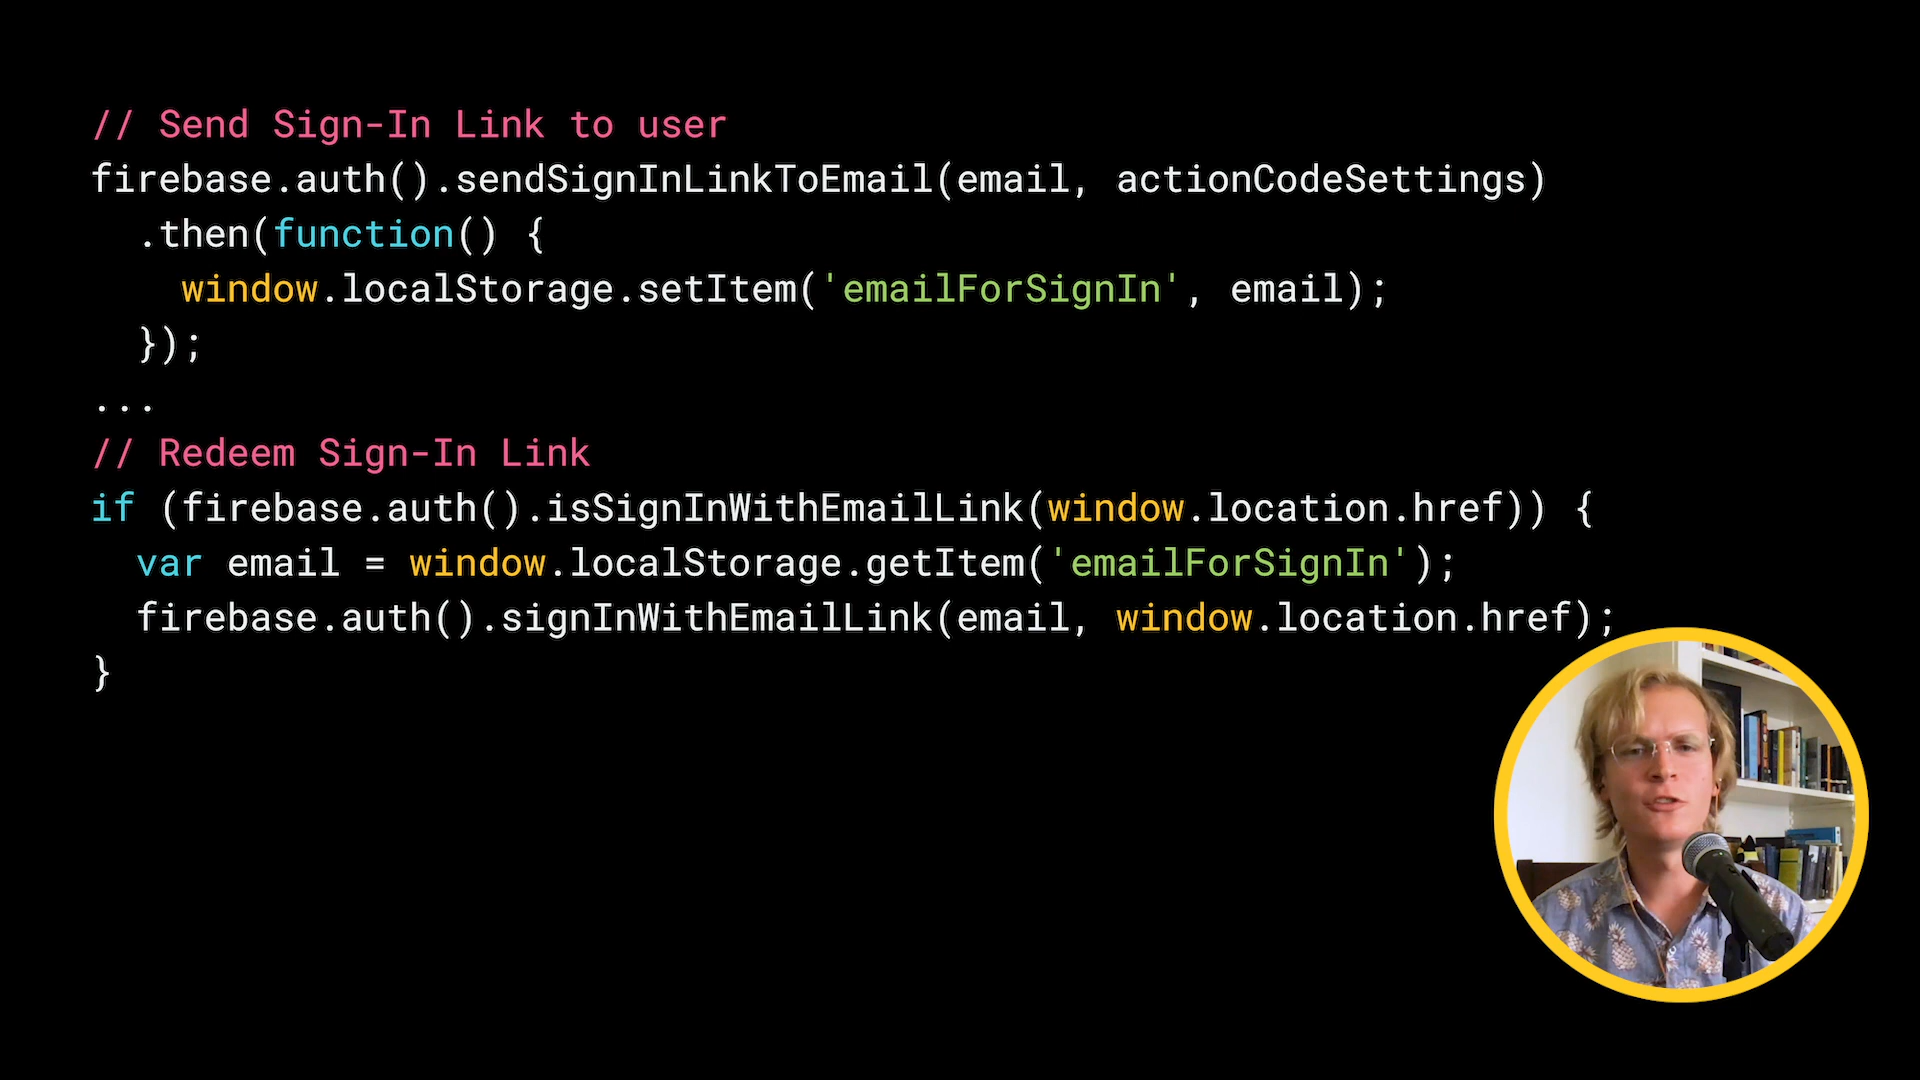 // Send Sign-In Link to user
firebase.auth().sendSignInLinkToEmail(email, actionCodeSettings)
  .then(function() {
    window.localStorage.setItem('emailForSignIn', email);
  });
...
// Redeem Sign-In Link
if (firebase.auth().isSignInWithEmailLink(window.location.href)) {
  var email = window.localStorage.getItem('emailForSignIn');
  firebase.auth().signInWithEmailLink(email, window.location.href);
}